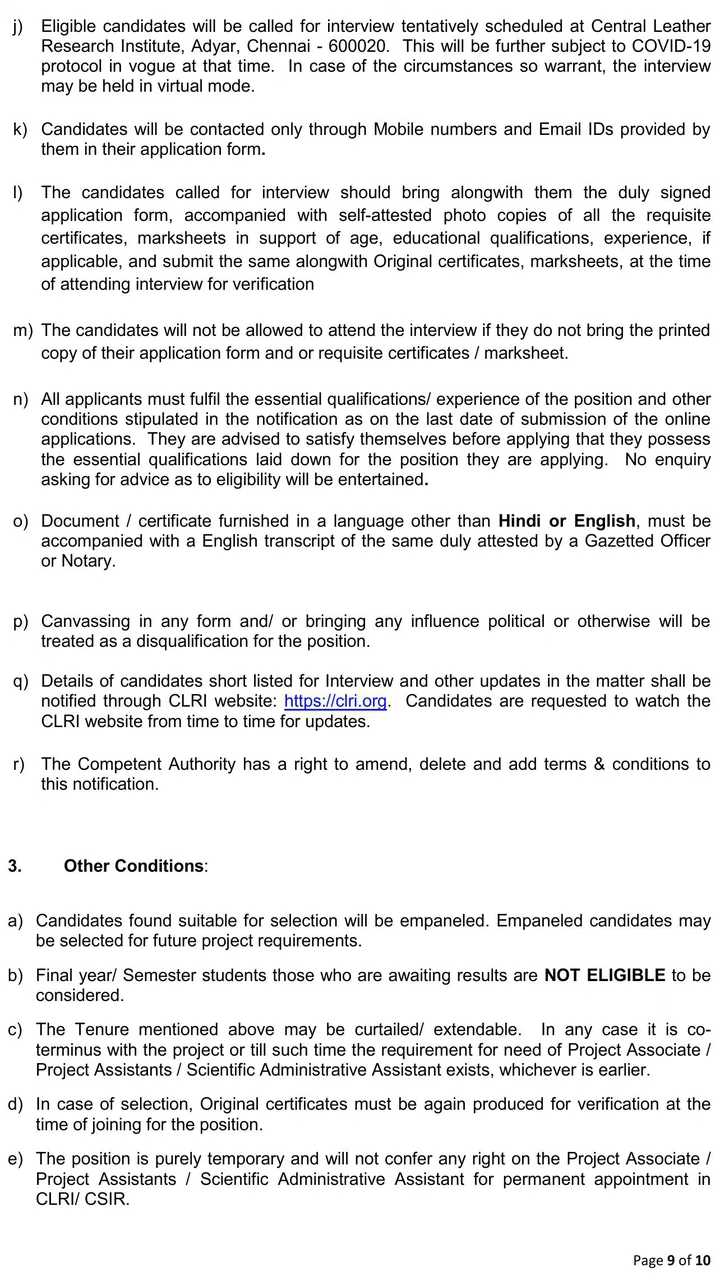 j) Eligible candidates will be called for interview tentatively scheduled at Central Leather
Research Institute, Adyar, Chennai - 600020. This will be further subject to COVID-19
protocol in vogue at that time. In case of the circumstances so warrant, the interview
may be held in virtual mode.
k) Candidates will be contacted only through Mobile numbers and Email IDs provided by
them in their application form.
l) The candidates called for interview should bring alongwith them the duly signed
application form, accompanied with self-attested photo copies of all the requisite
certificates, marksheets in support of age, educational qualifications, experience, if
applicable, and submit the same alongwith Original certificates, marksheets, at the time
of attending interview for verification
m) The candidates will not be allowed to attend the interview if they do not bring the printed
copy of their application form and or requisite certificates / marksheet.
n) All applicants must fulfil the essential qualifications/ experience of the position and other
conditions stipulated in the notification as on the last date of submission of the online
applications. They are advised to satisfy themselves before applying that they possess
the essential qualifications laid down for the position they are applying. No enquiry
asking for advice as to eligibility will be entertained.
o) Document / certificate furnished in a language other than Hindi or English, must be
accompanied with a English transcript of the same duly attested by a Gazetted Officer
or Notary.
p) Canvassing in any form and/ or bringing any influence political or otherwise will be
treated as a disqualification for the position.
q) Details of candidates short listed for Interview and other updates in the matter shall be
notified through CLRI website: https://clri.org. Candidates are requested to watch the
CLRI website from time to time for updates.
r) The Competent Authority has a right to amend, delete and add terms & conditions to
this notification.
3. Other Conditions:
a) Candidates found suitable for selection will be empaneled. Empaneled candidates may
be selected for future project requirements.
b) Final year/ Semester students those who are awaiting results are NOT ELIGIBLE to be
considered.
c) The Tenure mentioned above may be curtailed/ extendable. In any case it is co-
terminus with the project or till such time the requirement for need of Project Associate /
Project Assistants / Scientific Administrative Assistant exists, whichever is earlier.
d) In case of selection, Original certificates must be again produced for verification at the
time of joining for the position.
e) The position is purely temporary and will not confer any right on the Project Associate /
Project Assistants / Scientific Administrative Assistant for permanent appointment in
CLRI/ CSIR.
Page 9 of 10